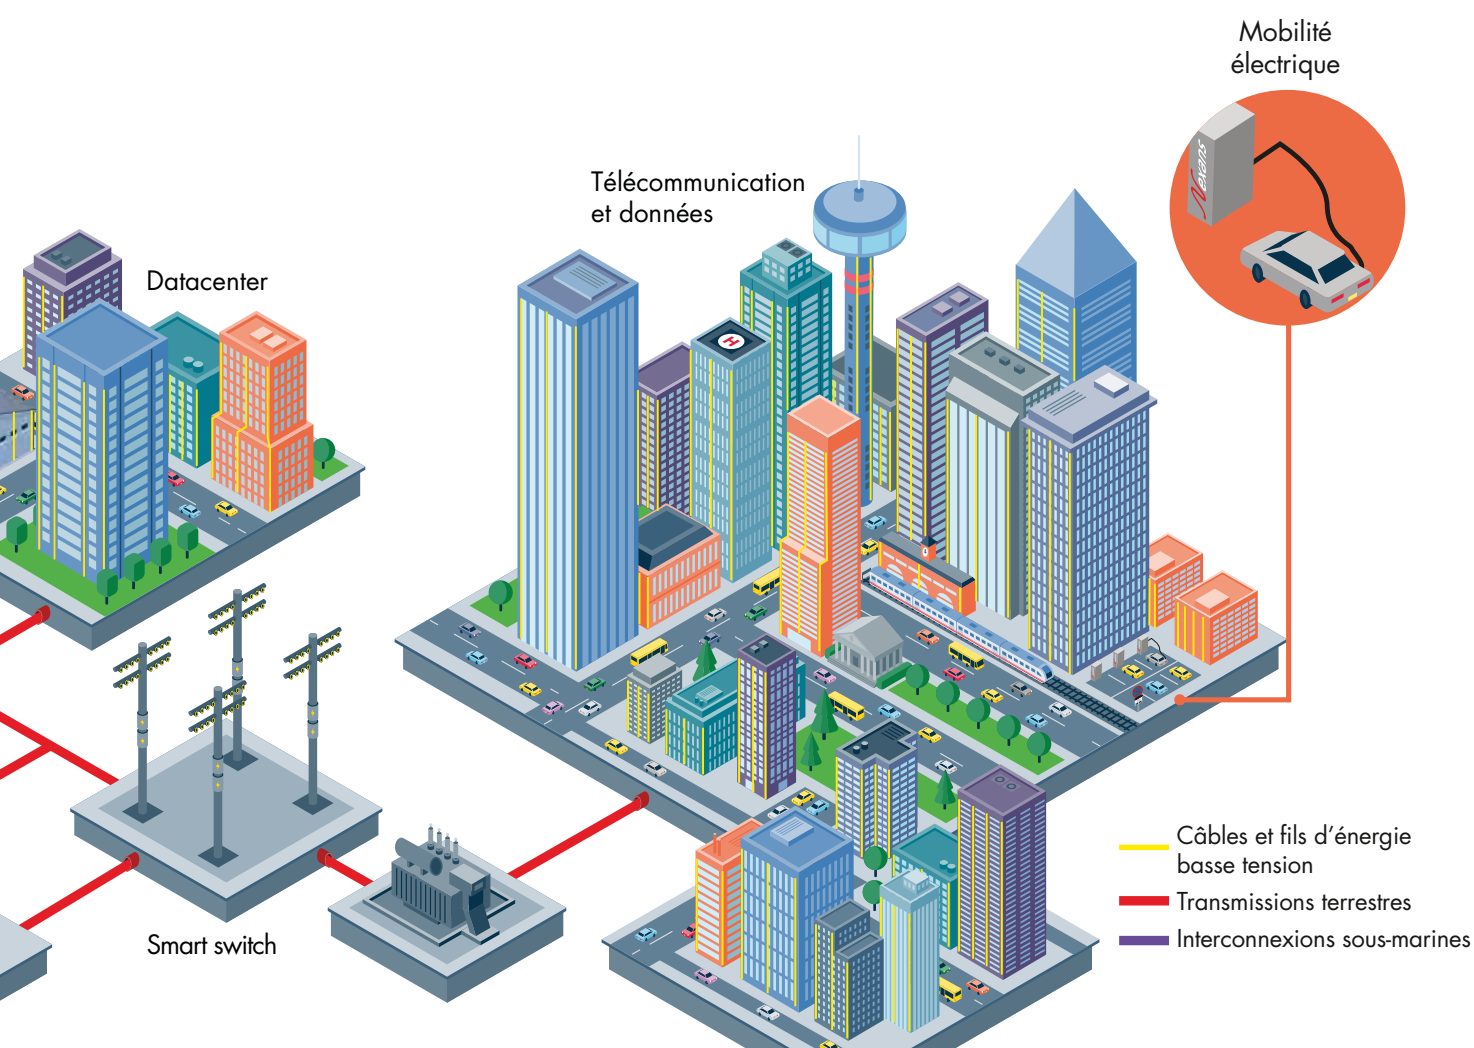 Mobilité
électrique
Nexans
Télécommunication
et données
Datacenter
H
Câbles et fils d’énergie
basse tension
Transmissions terrestres
Interconnexions sous-marines
Smart switch